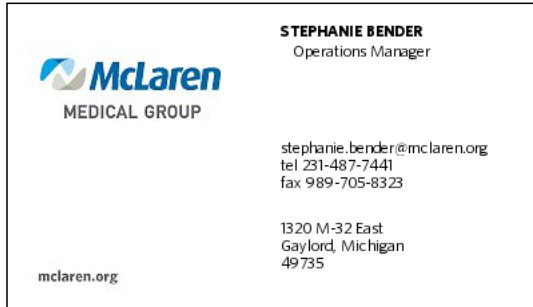 STEPHANIE BENDER
Operations Manager
McLaren
MEDICAL GROUP
stephanie.bender@mclaren.org
tel 231-487-7441
fax 989-705-8323
1320 M-32 East
Gaylord, Michigan
49735
mclaren.org